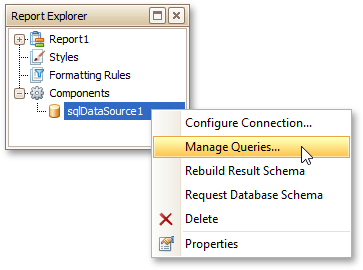 Report Explorer
Report1
Styles
Formatting Rules
Components
sqlDataSource1
Configure Connection...
Manage Queries...
Rebuild Result Schema
Request Database Schema
Delete
Properties